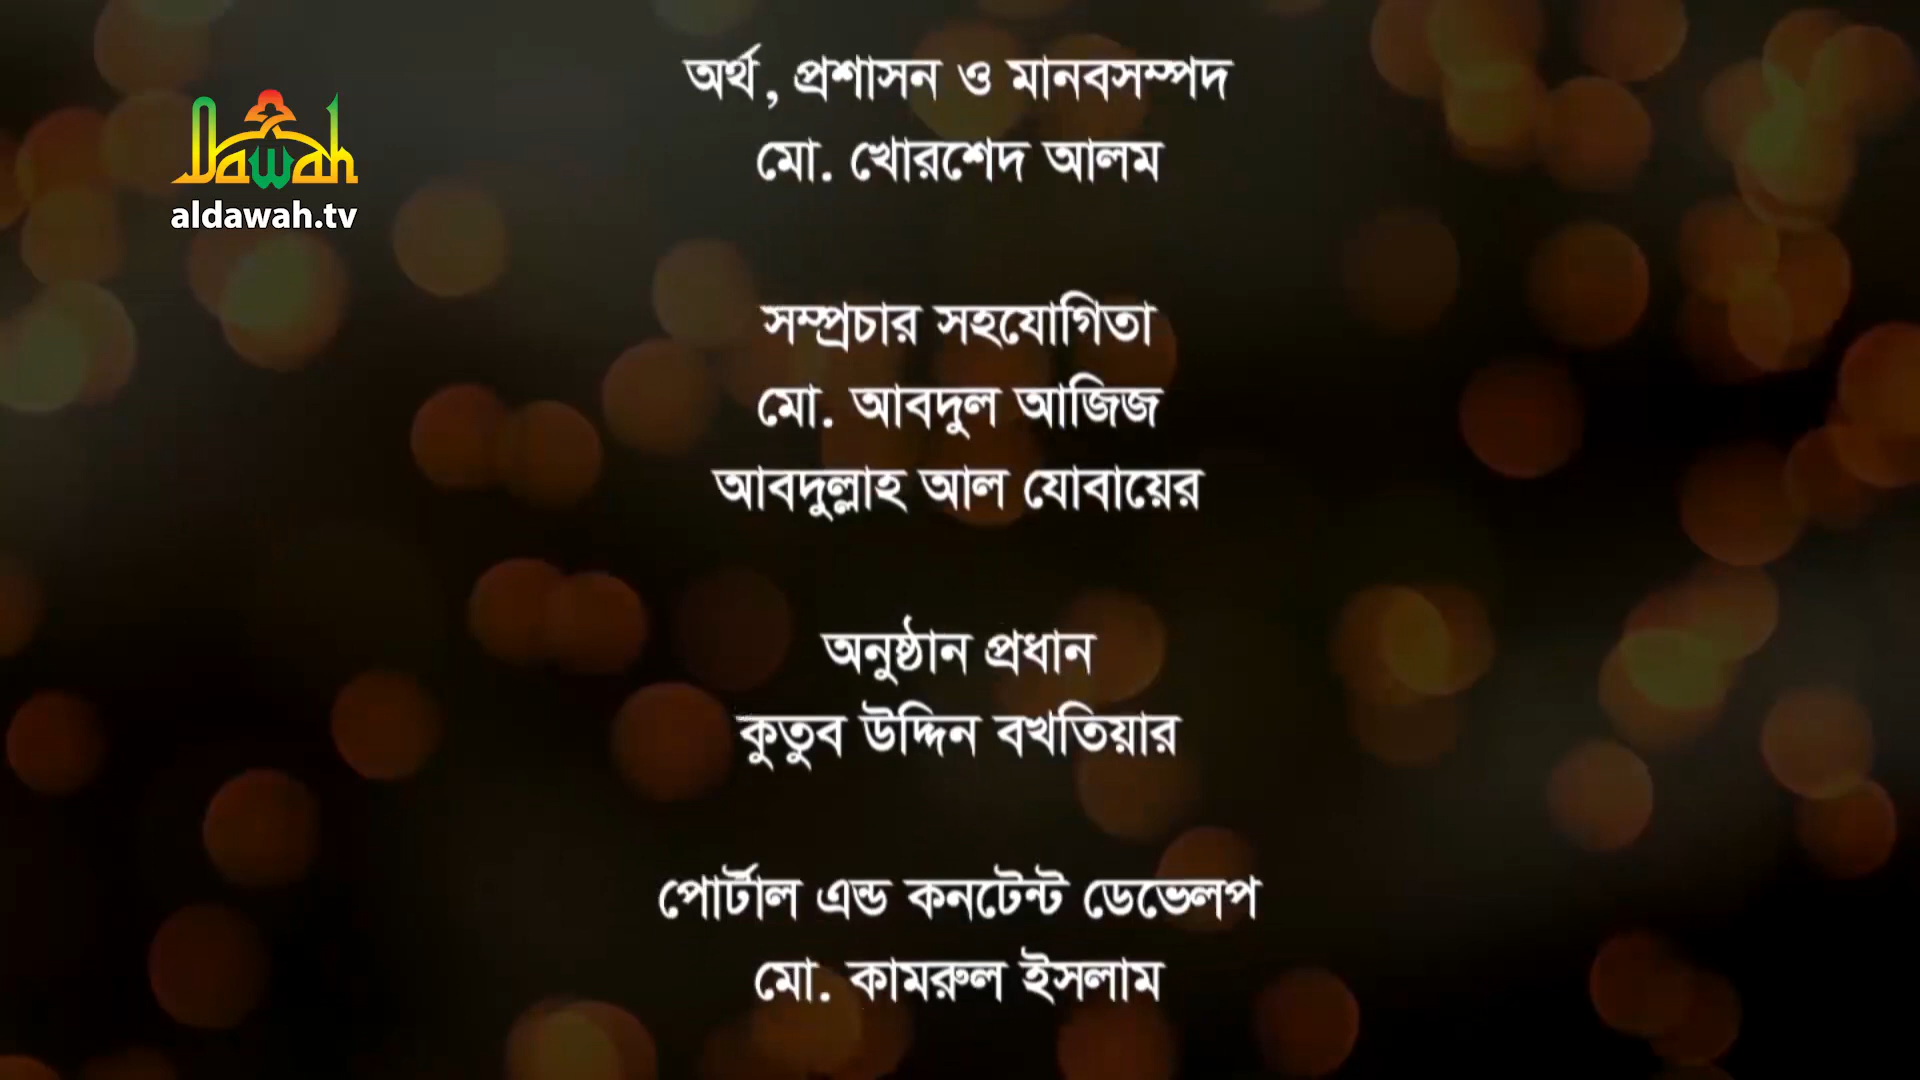 Dawah
aldawah.tv
অর্থ, প্রশাসন ও মানবসম্পদ
মো. খোরশেদ আলম
সম্প্রচার সহযোগিতা
মো. আবদুল আজিজ
আবদুল্লাহ আল যোবায়ের
অনুষ্ঠান প্রধান
কুতুব উদ্দিন বখতিয়ার
পোর্টাল এন্ড কনটেন্ট ডেভেলপ
মো. কামরুল ইসলাম